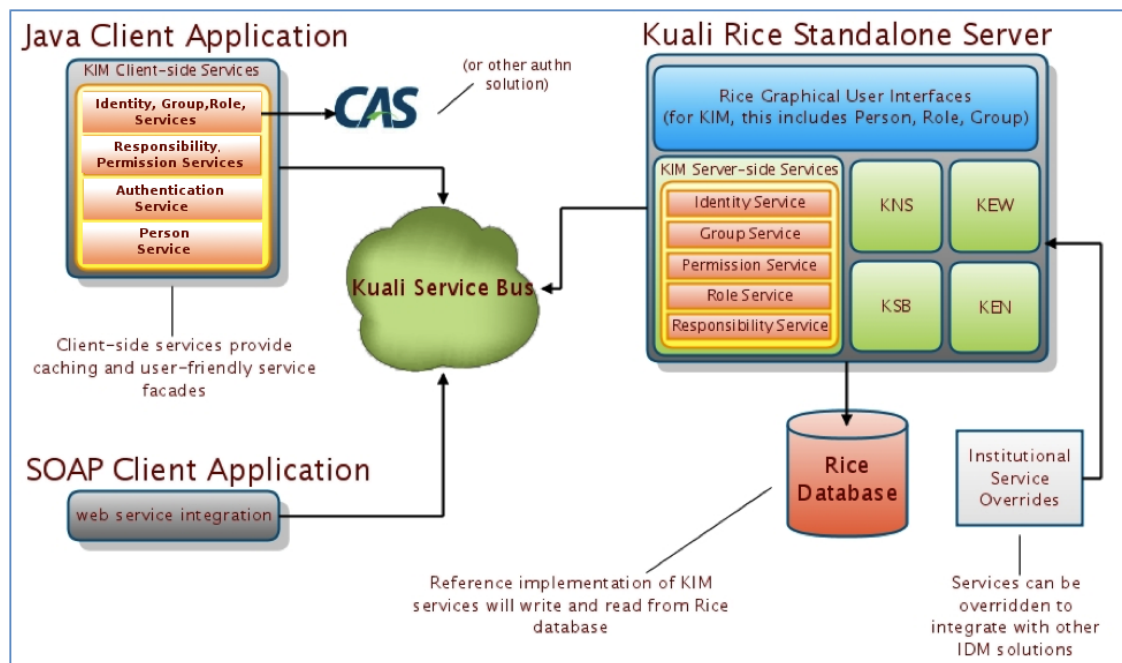 Java Client Application
KIM Client-side Services
Identity, Group,Role,
Services
Responsibility,
Permission Services
Authentication
Service
Person
Service
CAS
(or other authn
solution)
Client-side services provide
caching and user-friendly service
facades
Kuali Service Bus
SOAP Client Application
web service integration
Kuali Rice Standalone Server
Rice Graphical User Interfaces
(for KIM, this includes Person, Role, Group)
KIM Server-side Services
Identity Service
Group Service
Permission Service
Role Service
Responsibility Service
KNS
KEW
KSB
KEN
Rice
Database
Institutional
Service
Overrides
Reference implementation of KIM
services will write and read from Rice
database
Services can be
overridden to
integrate with other
IDM solutions